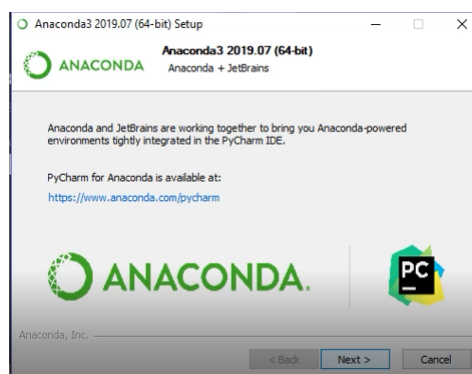 Anaconda3 2019.07 (64-bit) Setup
Anaconda3 2019.07 (64-bit)
ANACONDA
Anaconda + JetBrains
Anaconda and JetBrains are working together to bring you Anaconda-powered
environments tightly integrated in the PyCharm IDE.
PyCharm for Anaconda is available at:
https://www.anaconda.com/pycharm
ANACONDA.
PC
Anaconda, Inc.
< Back Next > Cancel